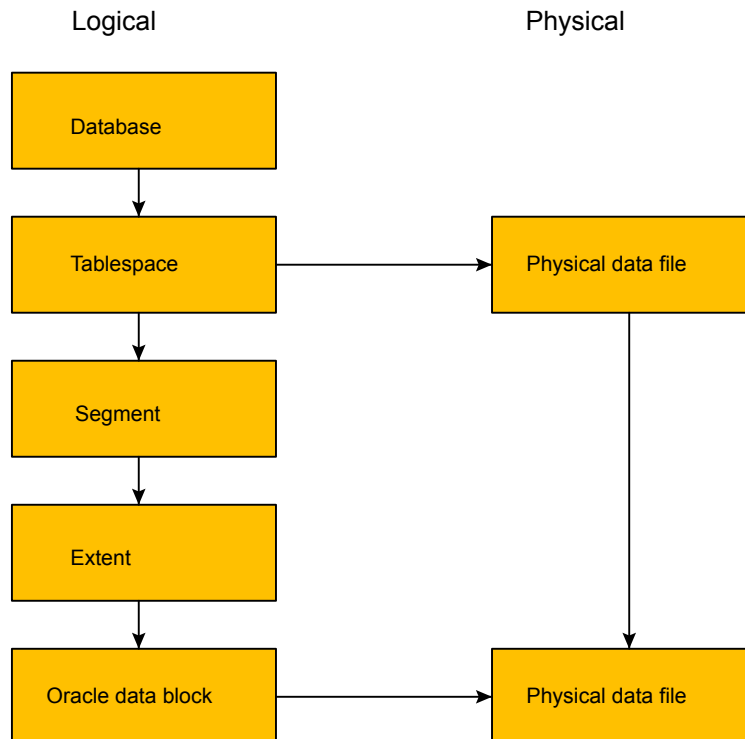 Logical
Physical
Database
Tablespace
Physical data file
Segment
Extent
Oracle data block
Physical data file